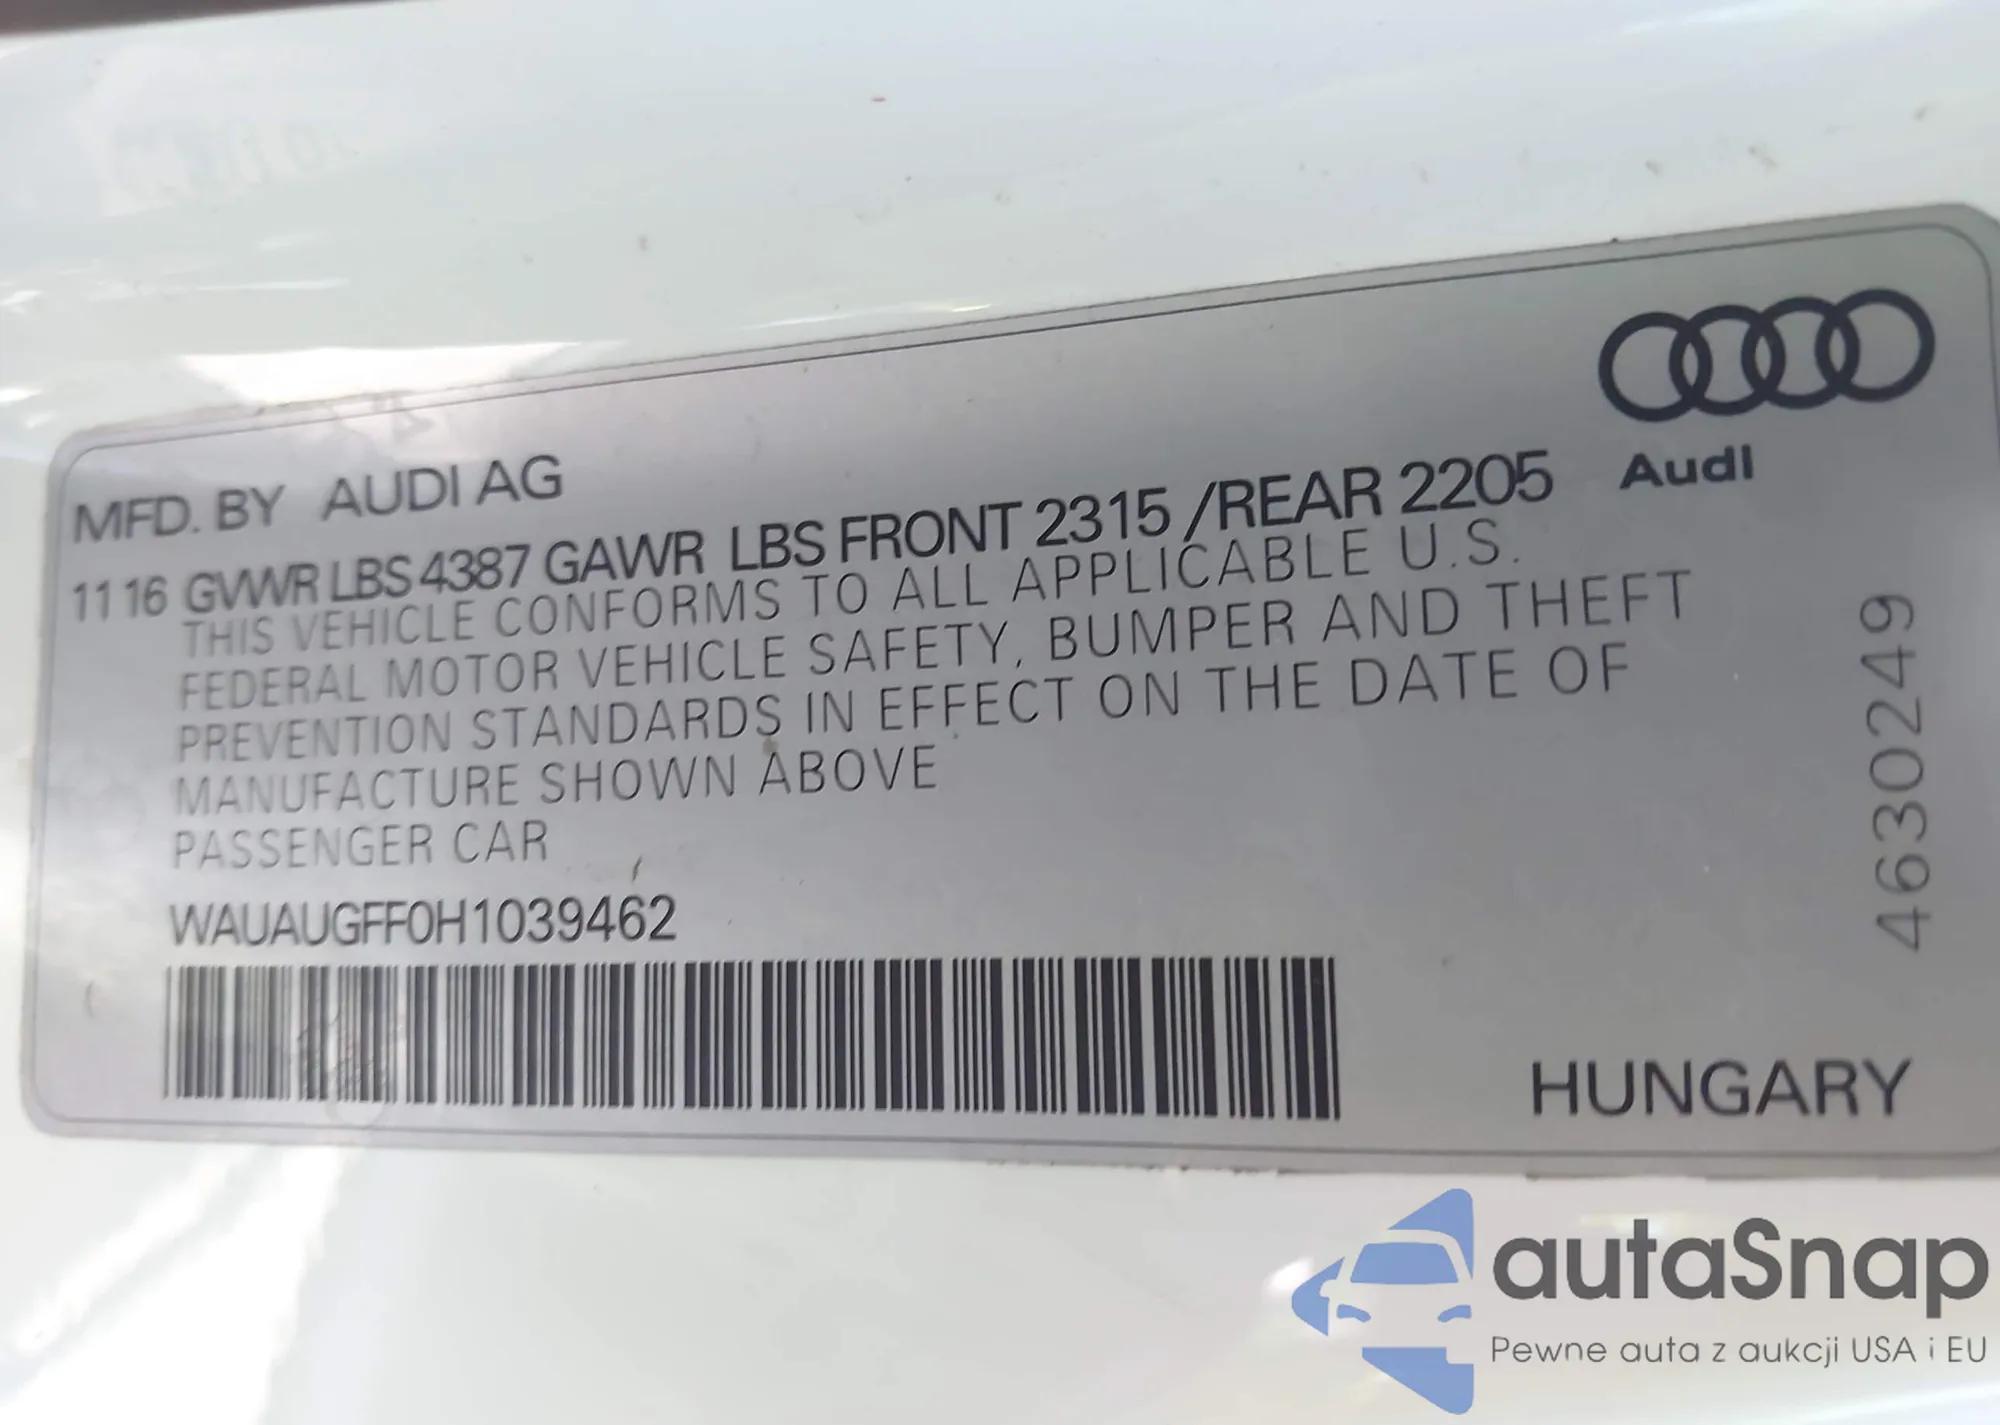 MFD. BY AUDI AG
Audi
11 16 GVWR LBS 4387 GAWR LBS FRONT 2315 /REAR 2205
THIS VEHICLE CONFORMS TO ALL APPLICABLE U.S.
FEDERAL MOTOR VEHICLE SAFETY, BUMPER AND THEFT
PREVENTION STANDARDS IN EFFECT ON THE DATE OF
MANUFACTURE SHOWN ABOVE
PASSENGER CAR
WAUAUGFF0H1039462
4630249
HUNGARY
autaSnap
Pewne auta z aukcji USA i EU